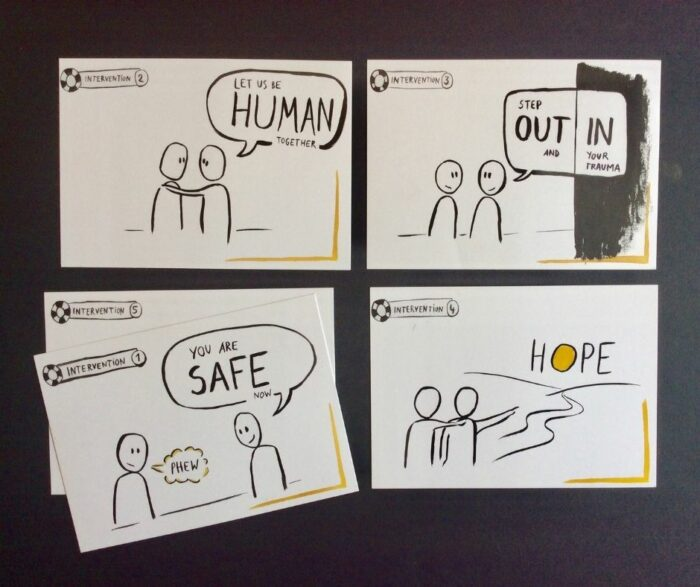 INTERVENTION 2
LET US BE
HUMAN
TOGETHER
INTERVENTION 3
STEP
OUT IN
AND YOUR
TRAUMA
INTERVENTION 5
INTERVENTION 1
YOU ARE
SAFE
NOW
PHEW
INTERVENTION 4
HOPE